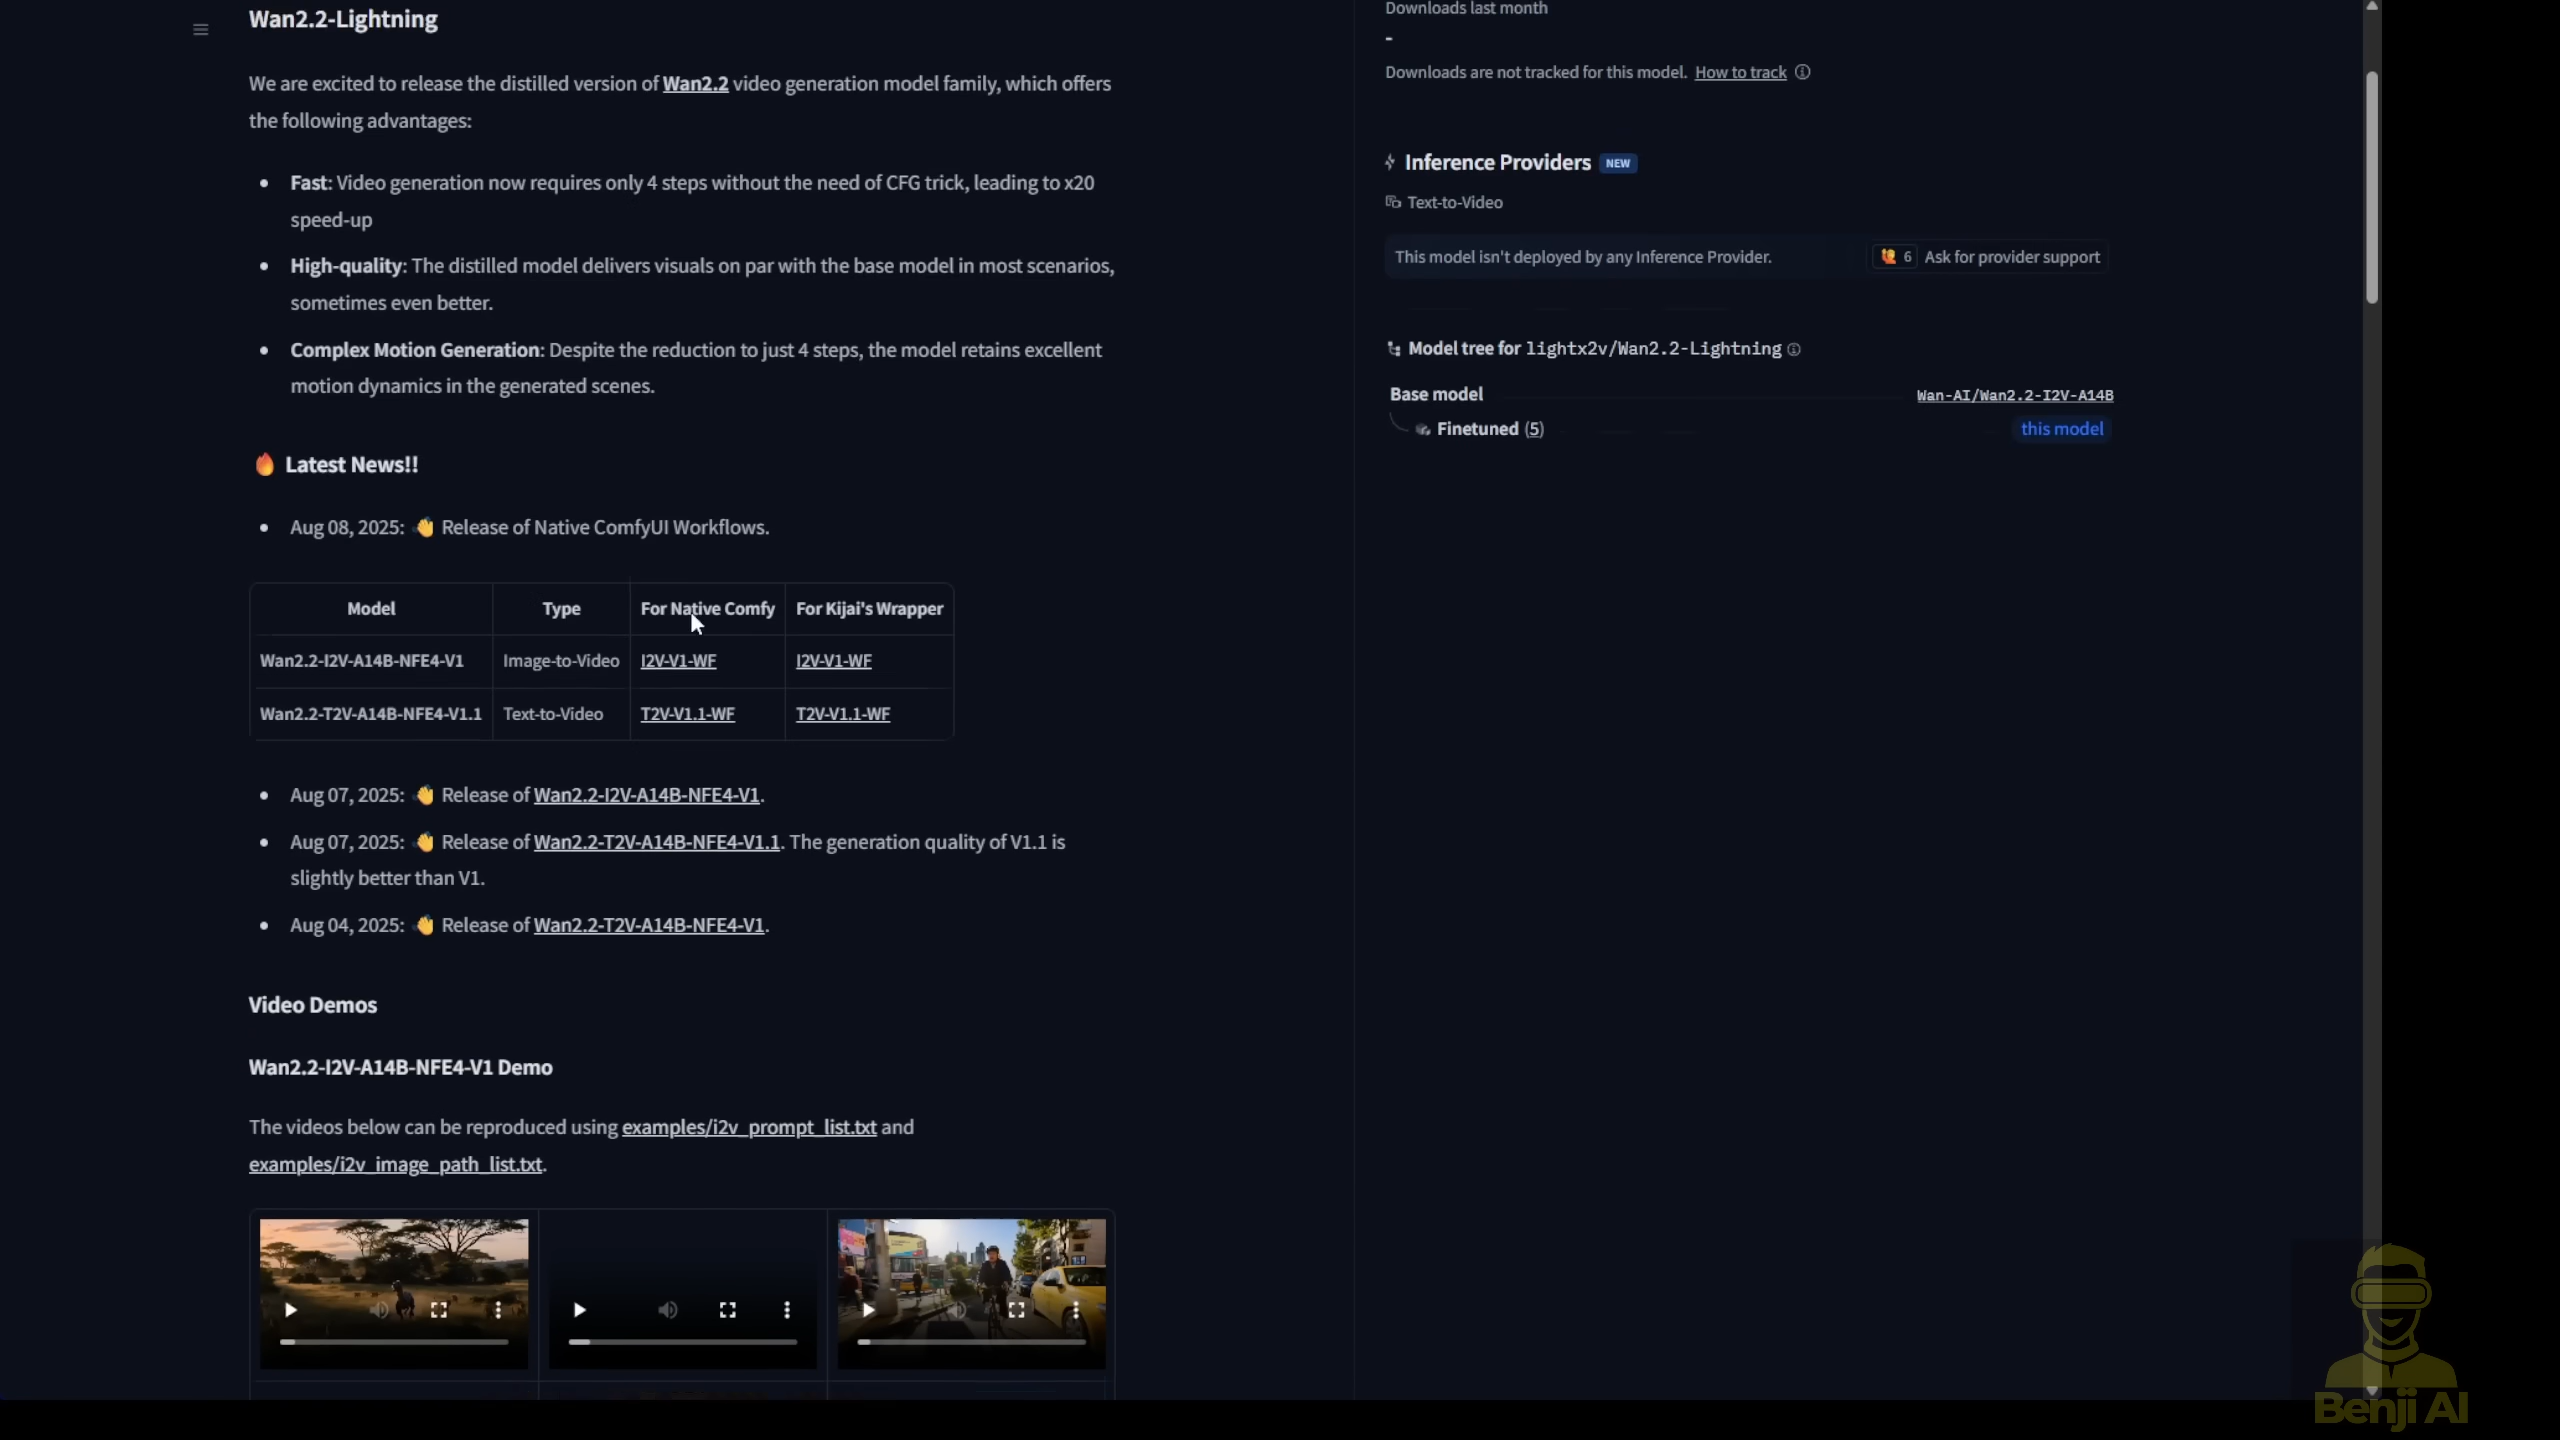 Wan2.2-Lightning
We are excited to release the distilled version of Wan2.2 video generation model family, which offers
the following advantages:
Fast: Video generation now requires only 4 steps without the need of CFG trick, leading to x20
speed-up
High-quality: The distilled model delivers visuals on par with the base model in most scenarios,
sometimes even better.
Complex Motion Generation: Despite the reduction to just 4 steps, the model retains excellent
motion dynamics in the generated scenes.
🔥 Latest News!!
Aug 08, 2025: 👋 Release of Native ComfyUI Workflows.
Model Type For Native Comfy For Kijai's Wrapper
Wan2.2-I2V-A14B-NFE4-V1 Image-to-Video I2V-V1-WF I2V-V1-WF
Wan2.2-T2V-A14B-NFE4-V1.1 Text-to-Video T2V-V1.1-WF T2V-V1.1-WF
Aug 07, 2025: 👋 Release of Wan2.2-I2V-A14B-NFE4-V1.
Aug 07, 2025: 👋 Release of Wan2.2-T2V-A14B-NFE4-V1.1. The generation quality of V1.1 is
slightly better than V1.
Aug 04, 2025: 👋 Release of Wan2.2-T2V-A14B-NFE4-V1.
Video Demos
Wan2.2-I2V-A14B-NFE4-V1 Demo
The videos below can be reproduced using examples/i2v_prompt_list.txt and
examples/i2v_image_path_list.txt.
Downloads last month
-
Downloads are not tracked for this model. How to track
Inference Providers NEW
Text-to-Video
This model isn't deployed by any Inference Provider. 6 Ask for provider support
Model tree for lightx2v/Wan2.2-Lightning
Base model Wan-AI/Wan2.2-I2V-A14B
Finetuned (5) this model
Benji AI